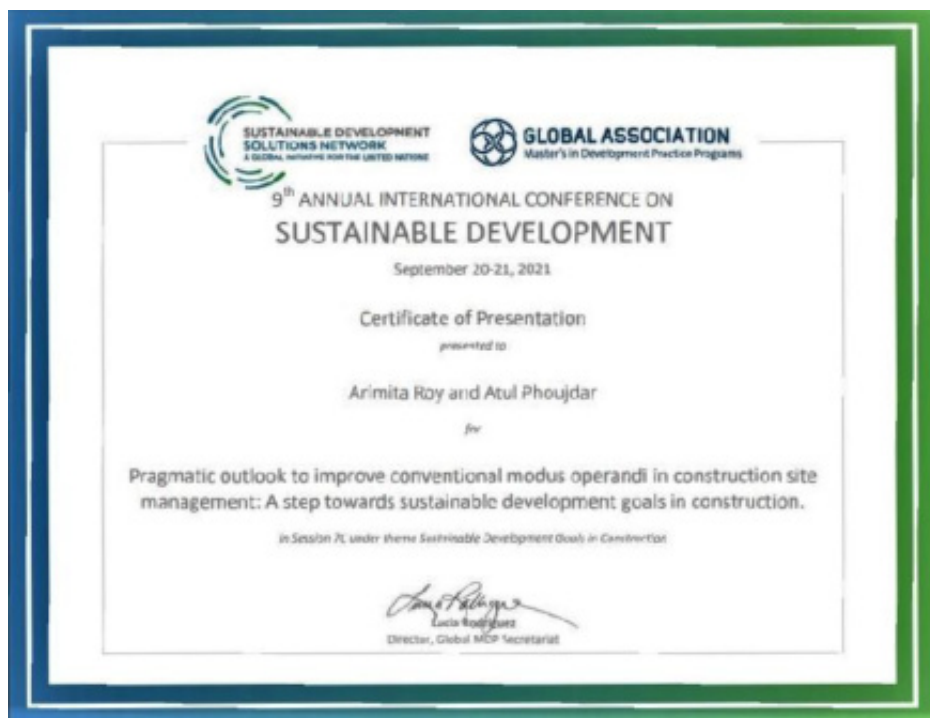 SUSTAINABLE DEVELOPMENT
SOLUTIONS NETWORK
A GLOBAL INITIATIVE FOR THE UNITED NATIONS
GLOBAL ASSOCIATION
Master's in Development Practice Programs
9th ANNUAL INTERNATIONAL CONFERENCE ON
SUSTAINABLE DEVELOPMENT
September 20-21, 2021
Certificate of Presentation
presented to
Arimita Roy and Atul Phoujdar
for
Pragmatic outlook to improve conventional modus operandi in construction site
management: A step towards sustainable development goals in construction.
in Session 7C under theme Sustainable Development Goals in Construction
Lucia Rodriguez
Director, Global MDP Secretariat